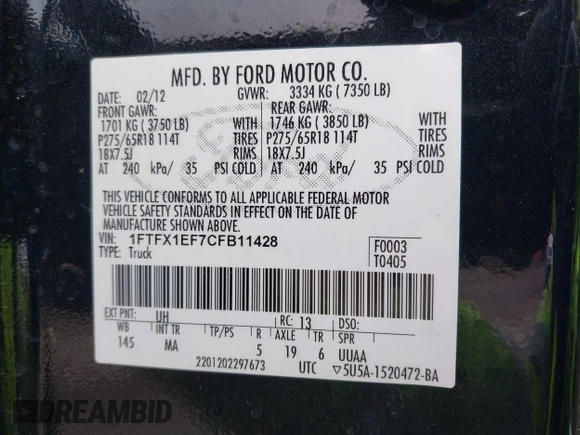 MFD. BY FORD MOTOR CO.
DATE: 02/12 GVWR: 3334 KG ( 7350 LB)
FRONT GAWR: REAR GAWR:
1701 KG ( 3750 LB) WITH 1746 KG ( 3850 LB) WITH
P275/65R18 114T TIRES P275/65R18 114T TIRES
18X7.5J RIMS 18X7.5J RIMS
AT 240 kPa/ 35 PSI COLD AT 240 kPa/ 35 PSI COLD
THIS VEHICLE CONFORMS TO ALL APPLICABLE FEDERAL MOTOR
VEHICLE SAFETY STANDARDS IN EFFECT ON THE DATE OF
MANUFACTURE SHOWN ABOVE.
VIN: 1FTFX1EF7CFB11428 F0003
TYPE: Truck T0405
EXT PNT: UH RC: 13 DSO:
WB INT TR TP/PS R AXLE TR
145 MA 5 19 6 UUAA
2201202297673 UTC ▽5U5A-1520472-BA
DREAMBID